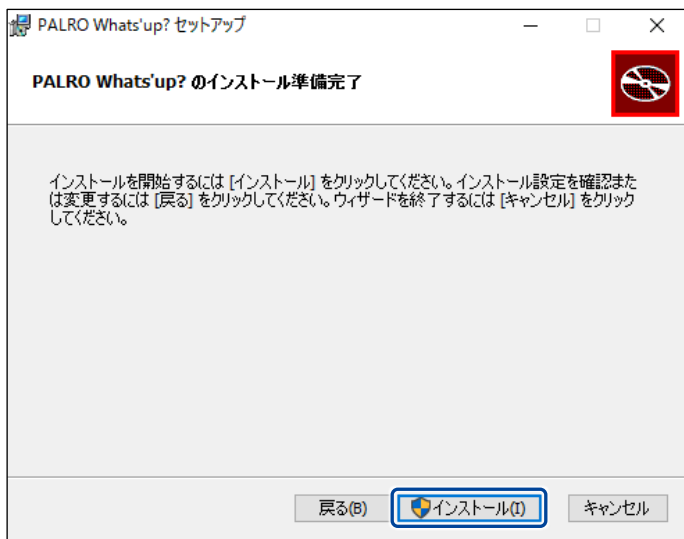 PALRO Whats'up? セットアップ
PALRO Whats'up? のインストール準備完了
インストールを開始するには [インストール] をクリックしてください。インストール設定を確認また
は変更するには [戻る] をクリックしてください。ウィザードを終了するには [キャンセル] をクリック
してください。
戻る(B) インストール(I) キャンセル